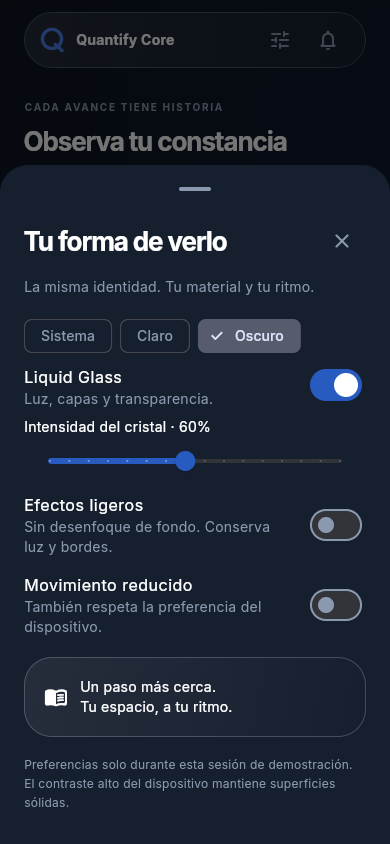 Quantify Core
CADA AVANCE TIENE HISTORIA
Observa tu constancia
Tu forma de verlo
La misma identidad. Tu material y tu ritmo.
Sistema
Claro
Oscuro
Liquid Glass
Luz, capas y transparencia.
Intensidad del cristal · 60%
Efectos ligeros
Sin desenfoque de fondo. Conserva
luz y bordes.
Movimiento reducido
También respeta la preferencia del
dispositivo.
Un paso más cerca.
Tu espacio, a tu ritmo.
Preferencias solo durante esta sesión de demostración.
El contraste alto del dispositivo mantiene superficies
sólidas.